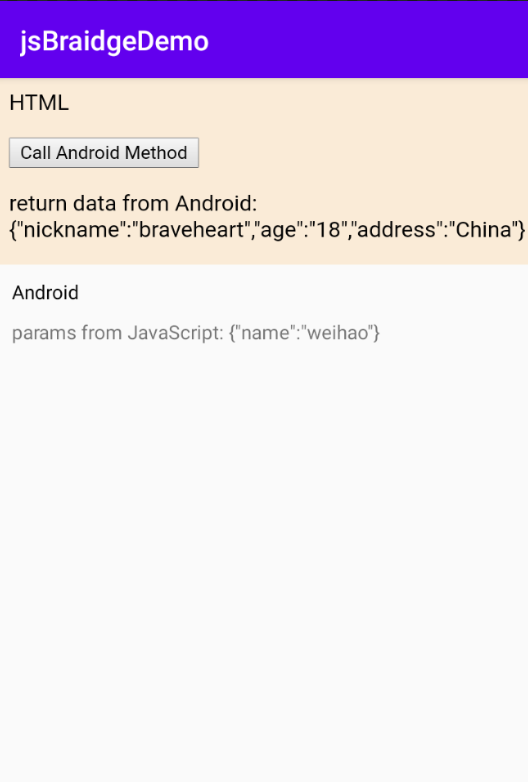 jsBraidgeDemo
HTML
Call Android Method
return data from Android:
{"nickname":"braveheart","age":"18","address":"China"}
Android
params from JavaScript: {"name":"weihao"}